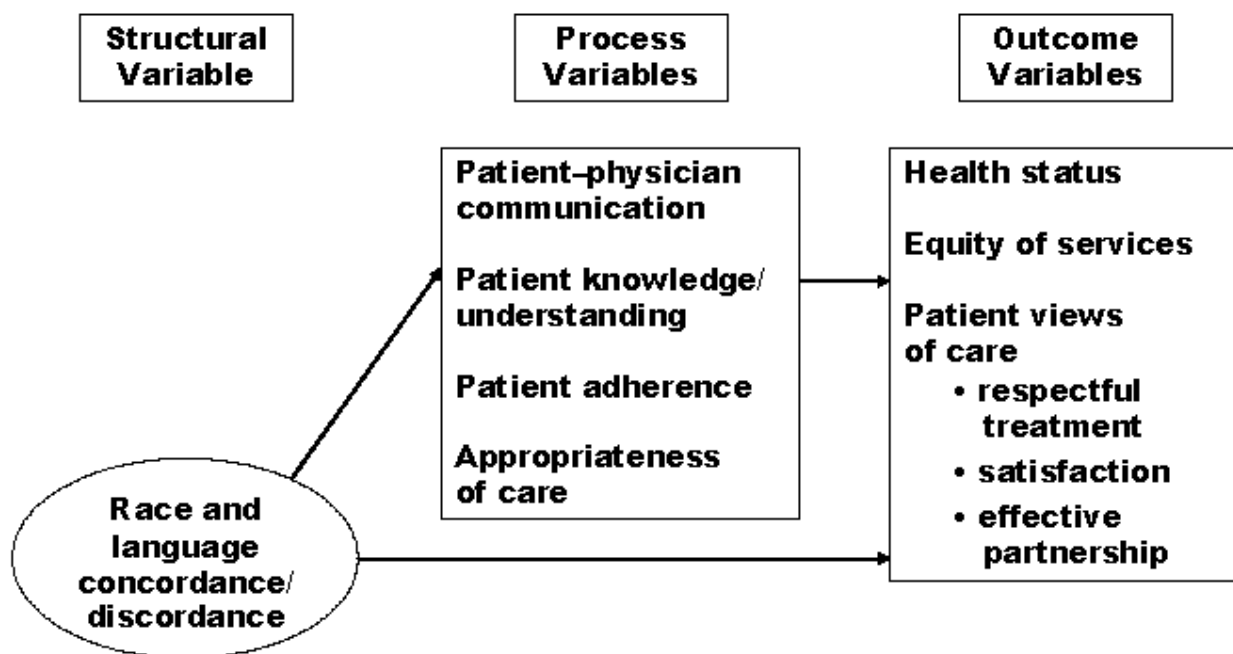 Structural
Variable
Process
Variables
Outcome
Variables
Patient–physician
communication
Patient knowledge/
understanding
Patient adherence
Appropriateness
of care
Health status
Equity of services
Patient views
of care
• respectful
treatment
• satisfaction
• effective
partnership
Race and
language
concordance/
discordance